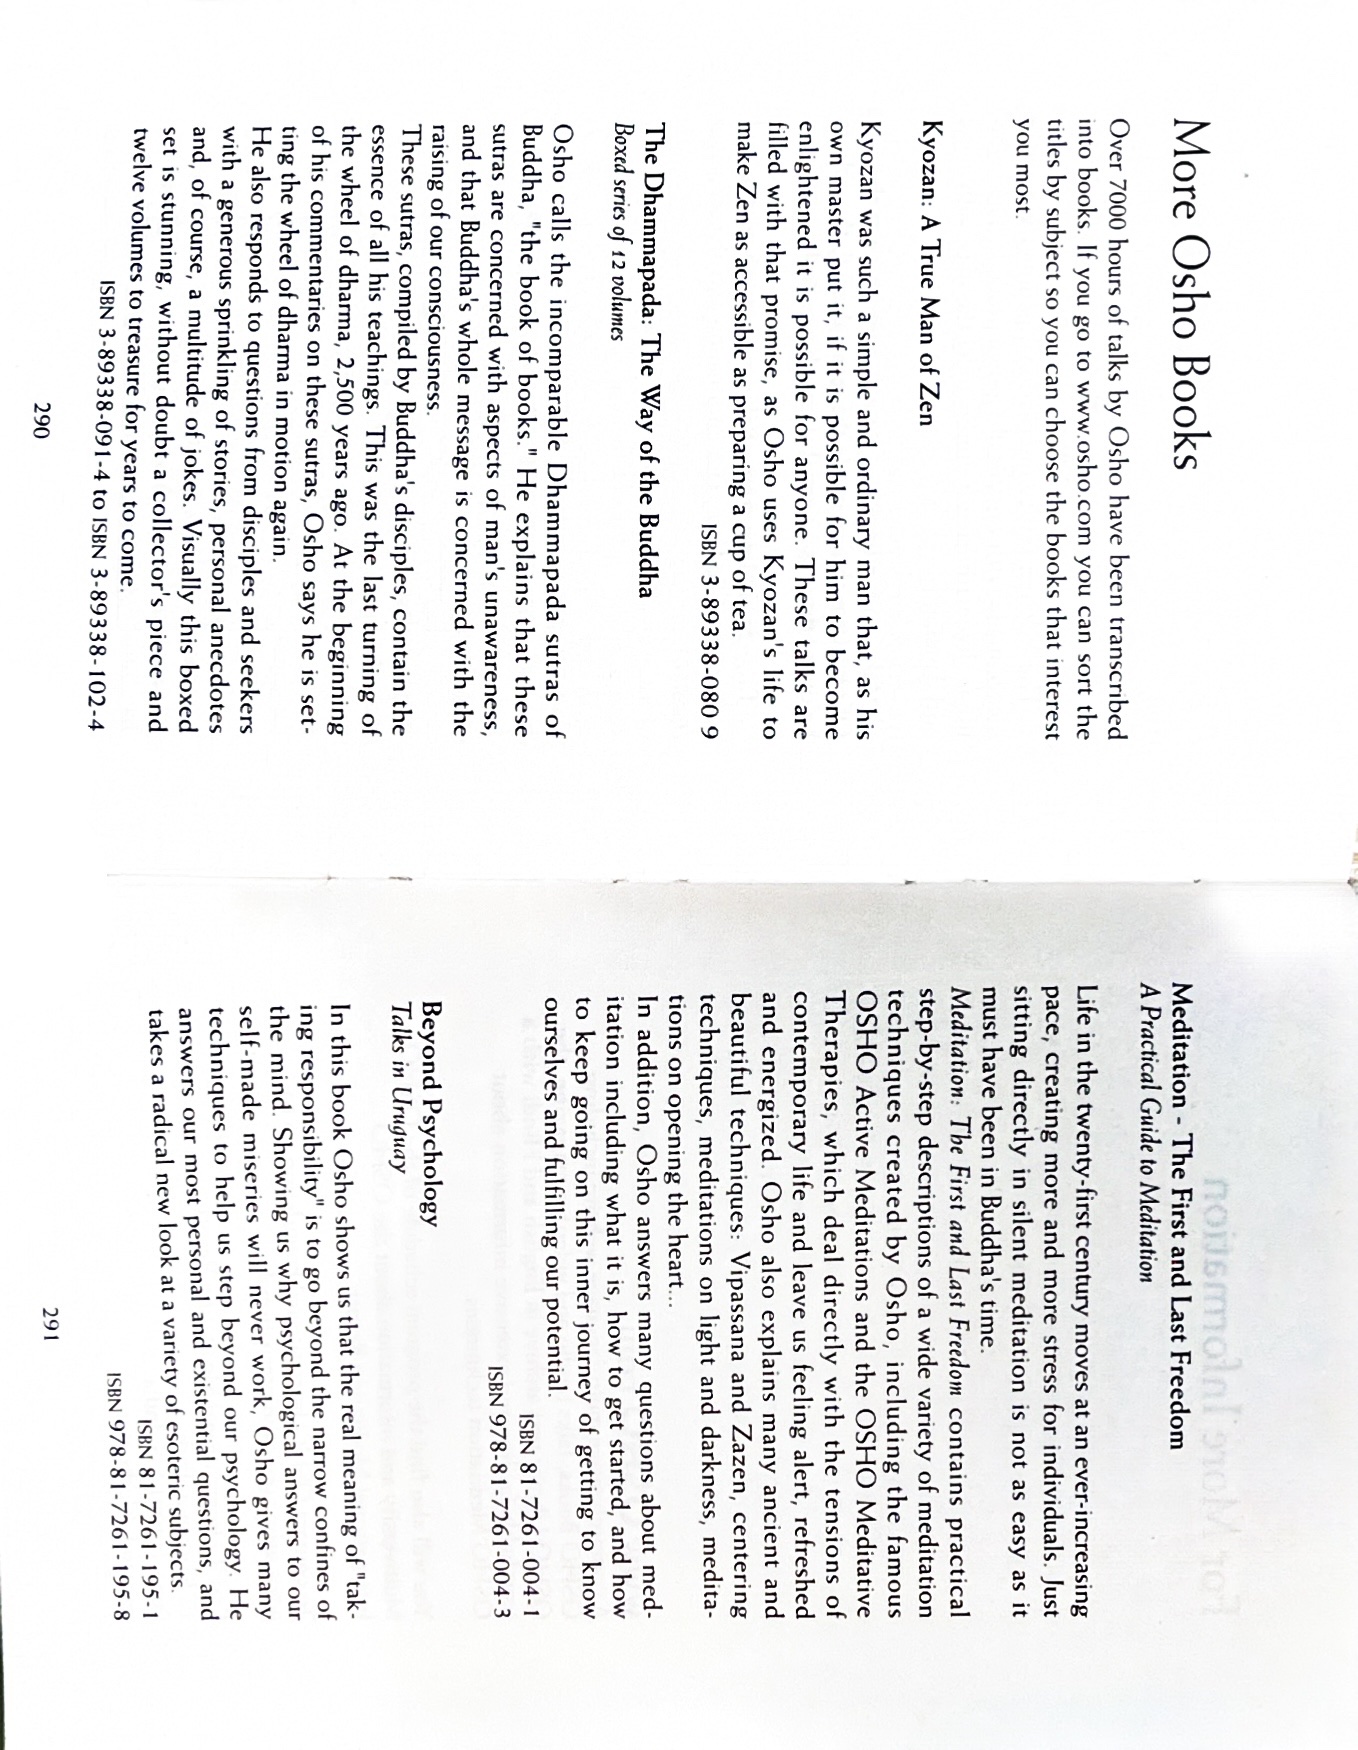 More Osho Books
Over 7000 hours of talks by Osho have been transcribed
into books. If you go to www.osho.com you can sort the
titles by subject so you can choose the books that interest
you most.
Kyozan: A True Man of Zen
Kyozan was such a simple and ordinary man that, as his
own master put it, if it is possible for him to become
enlightened it is possible for anyone. These talks are
filled with that promise, as Osho uses Kyozan's life to
make Zen as accessible as preparing a cup of tea.
ISBN 3-89338-080 9
The Dhammapada: The Way of the Buddha
Boxed series of 12 volumes
Osho calls the incomparable Dhammapada sutras of
Buddha, "the book of books." He explains that these
sutras are concerned with aspects of man's unawareness,
and that Buddha's whole message is concerned with the
raising of our consciousness.
These sutras, compiled by Buddha's disciples, contain the
essence of all his teachings. This was the last turning of
the wheel of dharma, 2,500 years ago. At the beginning
of his commentaries on these sutras, Osho says he is set-
ting the wheel of dharma in motion again.
He also responds to questions from disciples and seekers
with a generous sprinkling of stories, personal anecdotes
and, of course, a multitude of jokes. Visually this boxed
set is stunning, without doubt a collector's piece and
twelve volumes to treasure for years to come.
ISBN 3-89338-091-4 to ISBN 3-89338-102-4
290
Meditation - The First and Last Freedom
A Practical Guide to Meditation
Life in the twenty-first century moves at an ever-increasing
pace, creating more and more stress for individuals. Just
sitting directly in silent meditation is not as easy as it
must have been in Buddha's time.
Meditation: The First and Last Freedom contains practical
step-by-step descriptions of a wide variety of meditation
techniques created by Osho, including the famous
OSHO Active Meditations and the OSHO Meditative
Therapies, which deal directly with the tensions of
contemporary life and leave us feeling alert, refreshed
and energized. Osho also explains many ancient and
beautiful techniques: Vipassana and Zazen, centering
techniques, meditations on light and darkness, medita-
tions on opening the heart...
In addition, Osho answers many questions about med-
itation including what it is, how to get started, and how
to keep going on this inner journey of getting to know
ourselves and fulfilling our potential.
ISBN 81-7261-004-1
ISBN 978-81-7261-004-3
Beyond Psychology
Talks in Uruguay
In this book Osho shows us that the real meaning of "tak-
ing responsibility" is to go beyond the narrow confines of
the mind. Showing us why psychological answers to our
self-made miseries will never work, Osho gives many
techniques to help us step beyond our psychology. He
answers our most personal and existential questions, and
takes a radical new look at a variety of esoteric subjects.
ISBN 81-7261-195-1
ISBN 978-81-7261-195-8
291